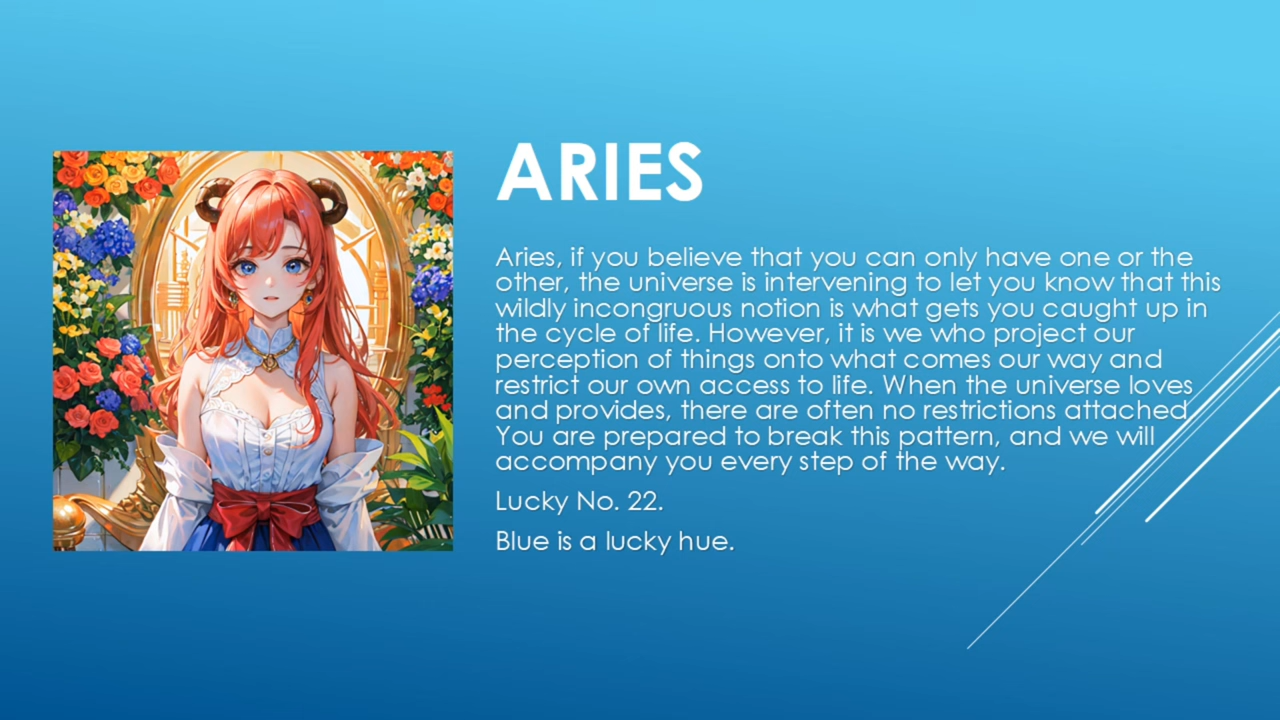 ARIES
Aries, if you believe that you can only have one or the
other, the universe is intervening to let you know that this
wildly incongruous notion is what gets you caught up in
the cycle of life. However, it is we who project our
perception of things onto what comes our way and
restrict our own access to life. When the universe loves
and provides, there are often no restrictions attached.
You are prepared to break this pattern, and we will
accompany you every step of the way.
Lucky No. 22.
Blue is a lucky hue.